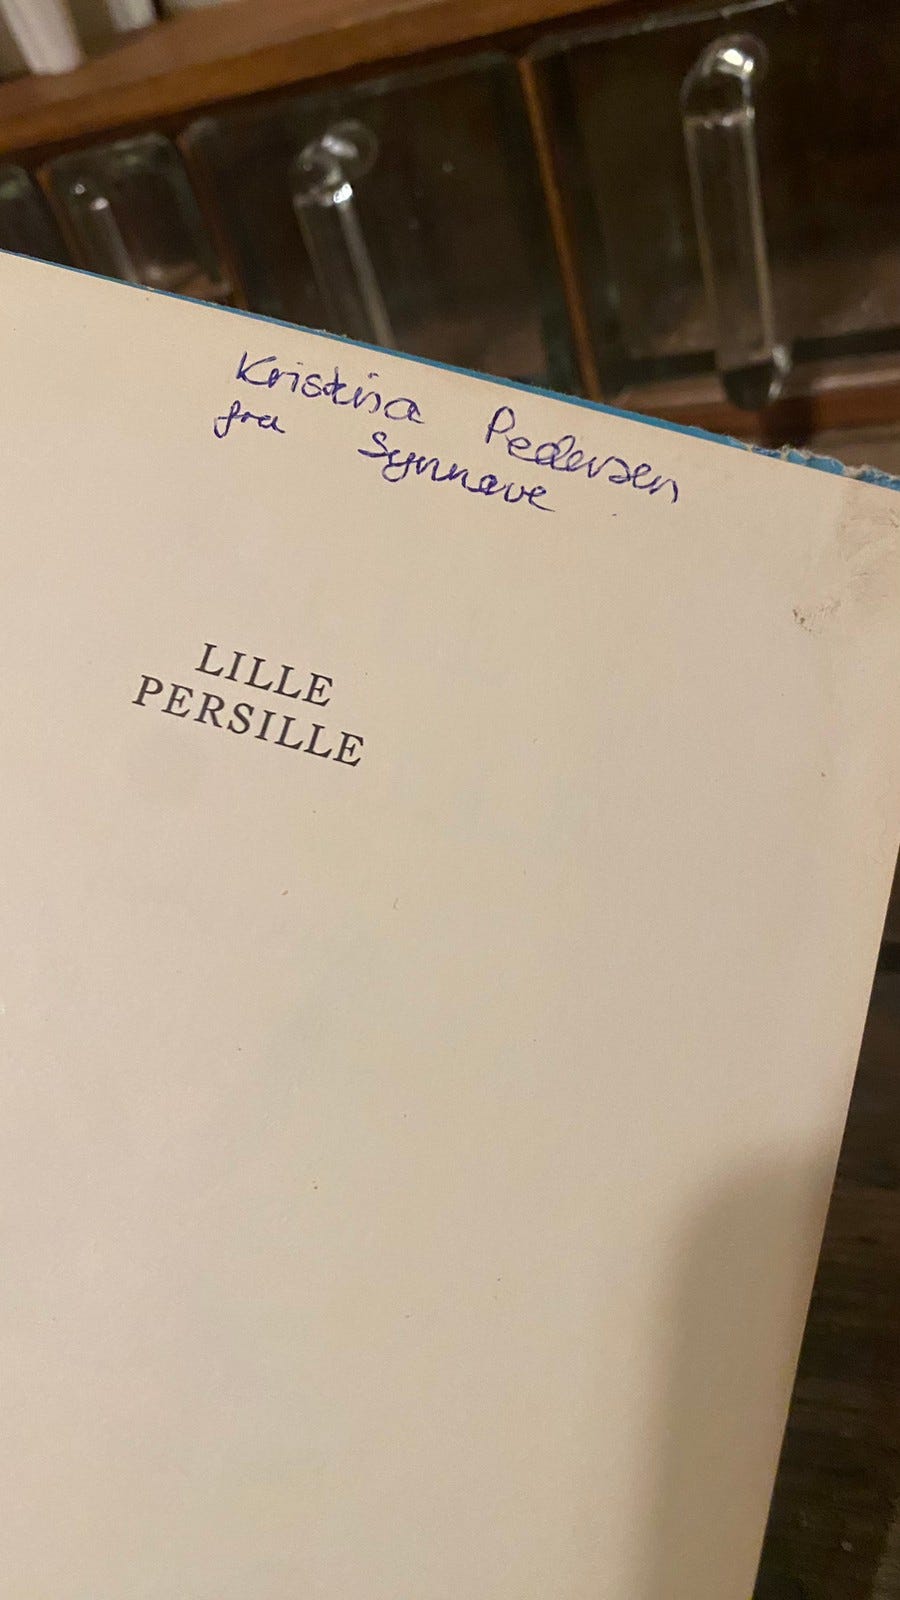 Kristina Pedersen
fra Synnøve
LILLE
PERSILLE